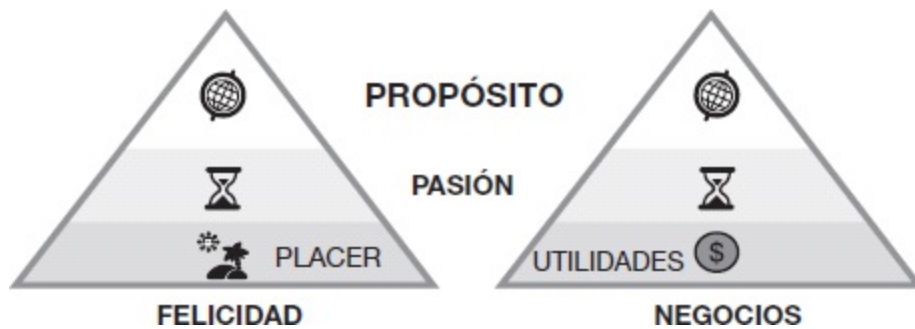 PROPÓSITO
PASIÓN
PLACER
UTILIDADES $
FELICIDAD
NEGOCIOS